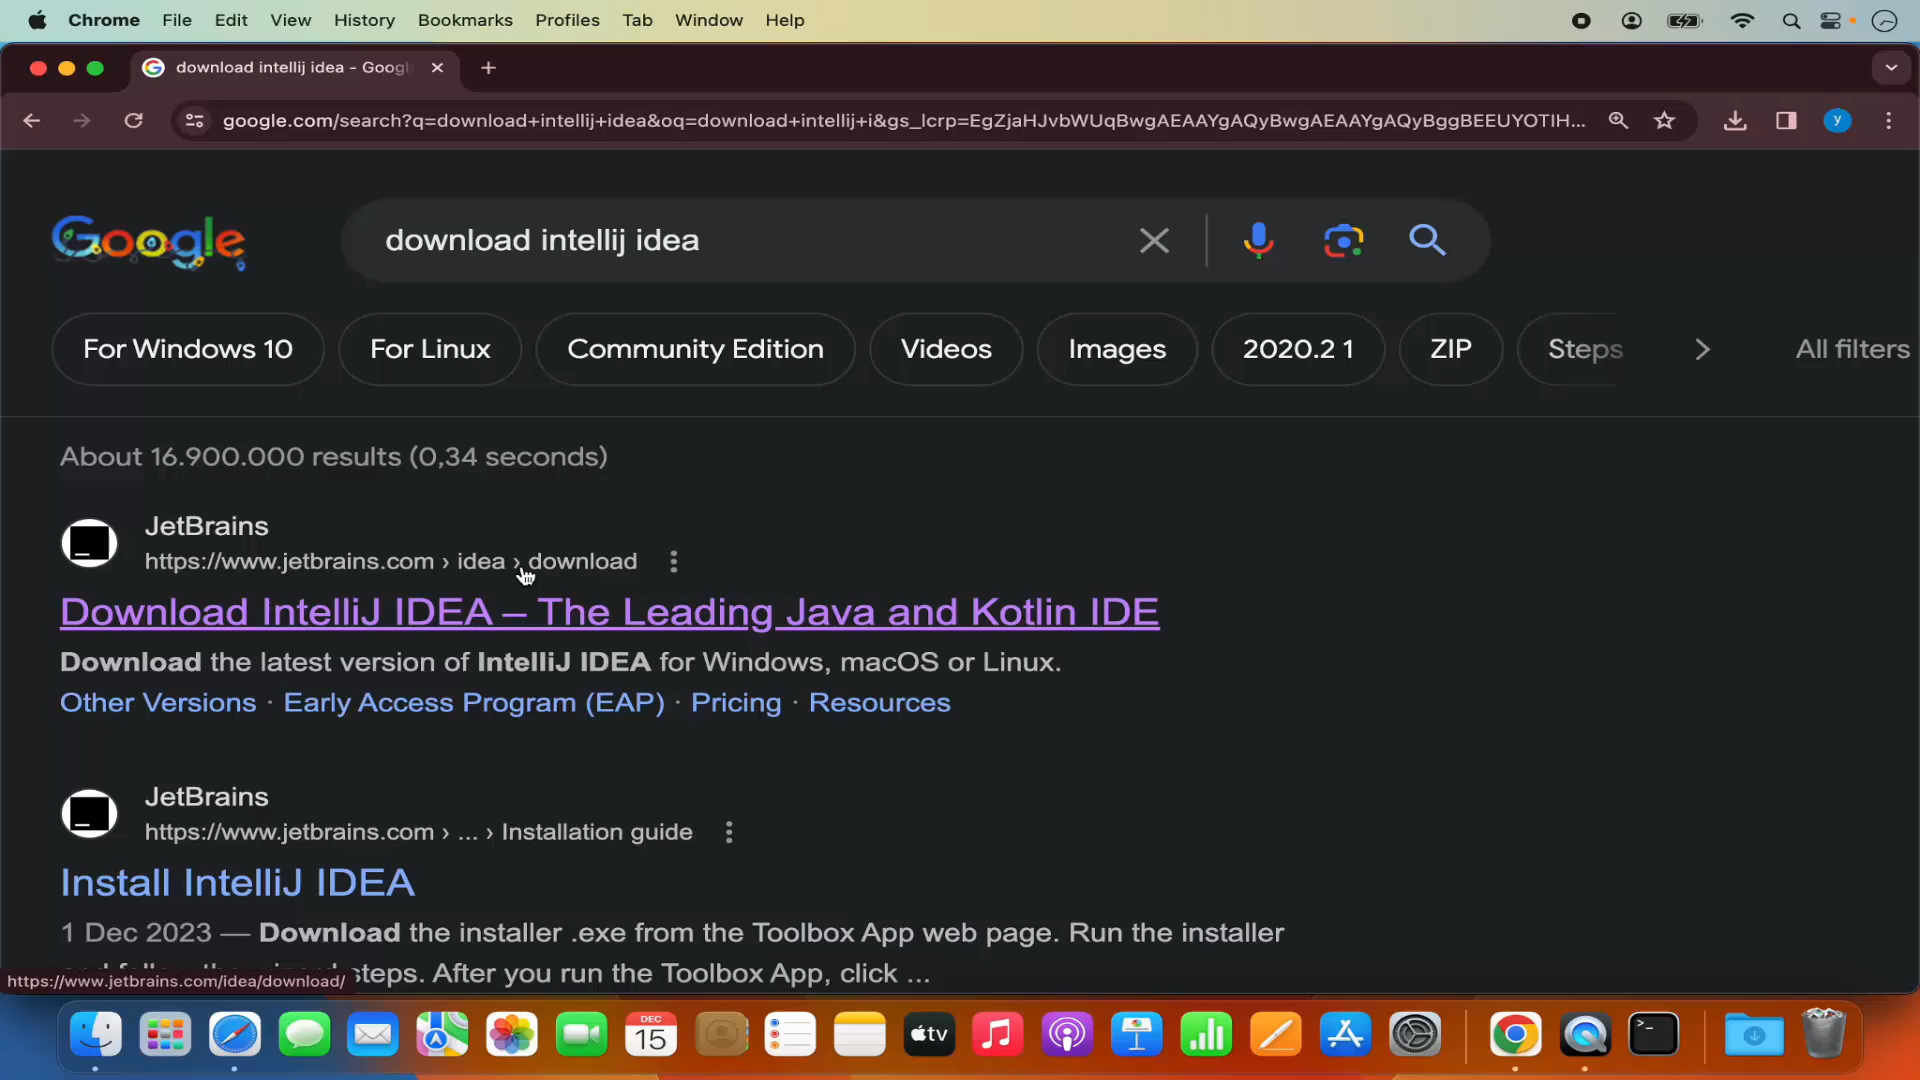 Chrome File Edit View History Bookmarks Profiles Tab Window Help
download intellij idea - Googl
google.com/search?q=download+intellij+idea&oq=download+intellij+i&gs_lcrp=EgZjaHJvbWUqBwgAEAAYgAQyBwgAEAAYgAQyBggBEEUYOTIH...
y
Google
download intellij idea
For Windows 10 For Linux Community Edition Videos Images 2020.2 1 ZIP Steps All filters
About 16.900.000 results (0,34 seconds)
JetBrains
https://www.jetbrains.com › idea › download
Download IntelliJ IDEA – The Leading Java and Kotlin IDE
Download the latest version of IntelliJ IDEA for Windows, macOS or Linux.
Other Versions · Early Access Program (EAP) · Pricing · Resources
JetBrains
https://www.jetbrains.com › ... › Installation guide
Install IntelliJ IDEA
1 Dec 2023 — Download the installer .exe from the Toolbox App web page. Run the installer
steps. After you run the Toolbox App, click ...
https://www.jetbrains.com/idea/download/
DEC
15
tv